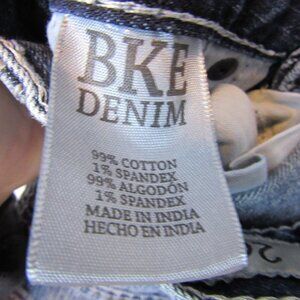 BKE
DENIM
99% COTTON
1% SPANDEX
99% ALGODÓN
1% SPANDEX
MADE IN INDIA
HECHO EN INDIA